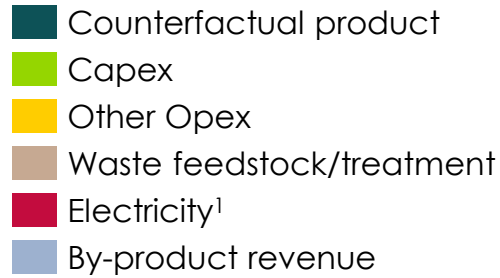 Counterfactual product
Capex
Other Opex
Waste feedstock/treatment
Electricity¹
By-product revenue